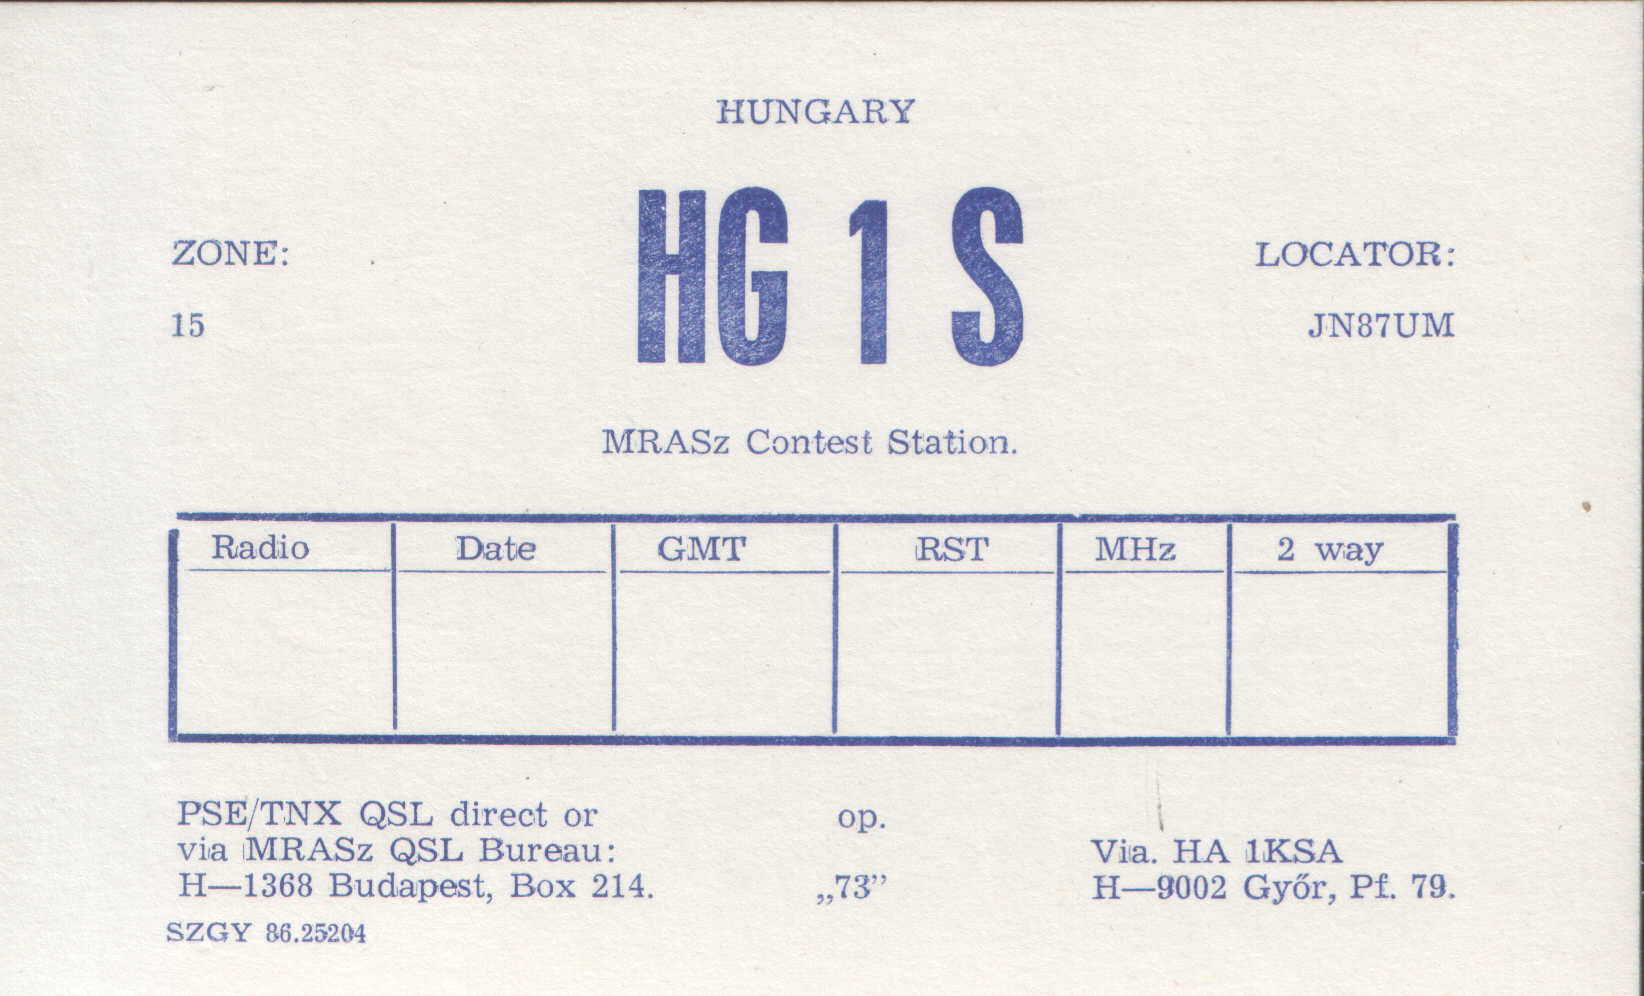 HUNGARY
HG 1 S
ZONE:
15
LOCATOR:
JN87UM
MRASz Contest Station.
Radio Date GMT RST MHz 2 way
PSE/TNX QSL direct or
via MRASz QSL Bureau:
H—1368 Budapest, Box 214.
SZGY 86.25204
op.
„73”
Via. HA 1KSA
H—9002 Győr, Pf. 79.